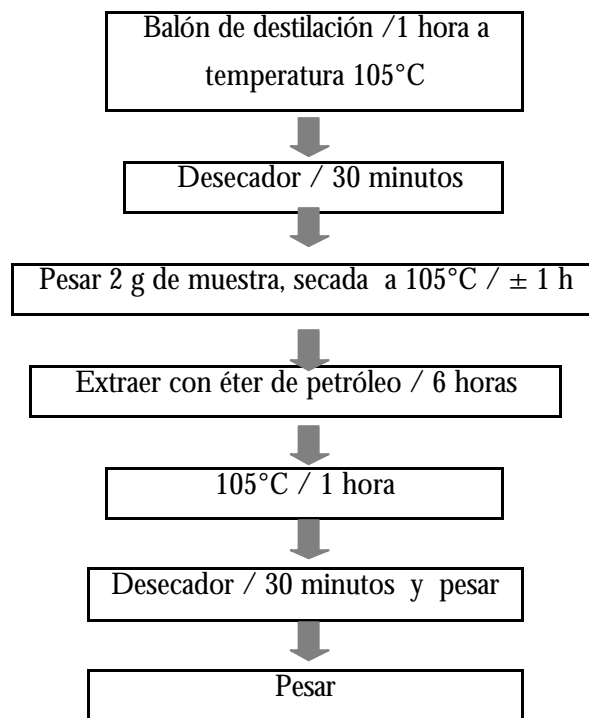 Balón de destilación /1 hora a
temperatura 105°C
Desecador / 30 minutos
Pesar 2 g de muestra, secada a 105°C / ± 1 h
Extraer con éter de petróleo / 6 horas
105°C / 1 hora
Desecador / 30 minutos y pesar
Pesar